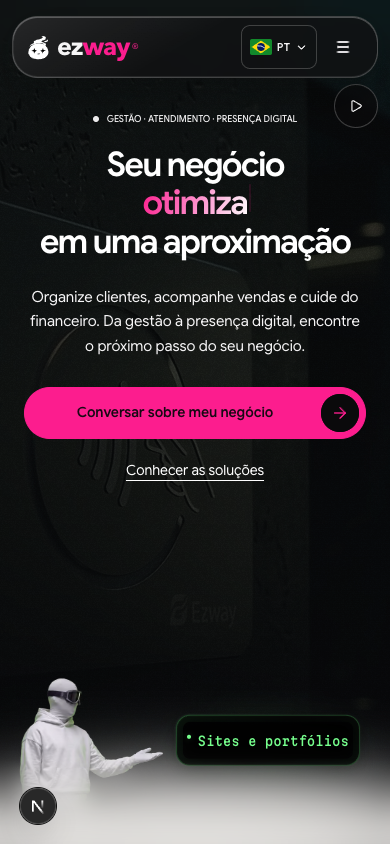 ezway®
PT
GESTÃO · ATENDIMENTO · PRESENÇA DIGITAL
Seu negócio
otimiza
em uma aproximação
Organize clientes, acompanhe vendas e cuide do
financeiro. Da gestão à presença digital, encontre
o próximo passo do seu negócio.
Conversar sobre meu negócio
Conhecer as soluções
Ezway
Sites e portfólios
N